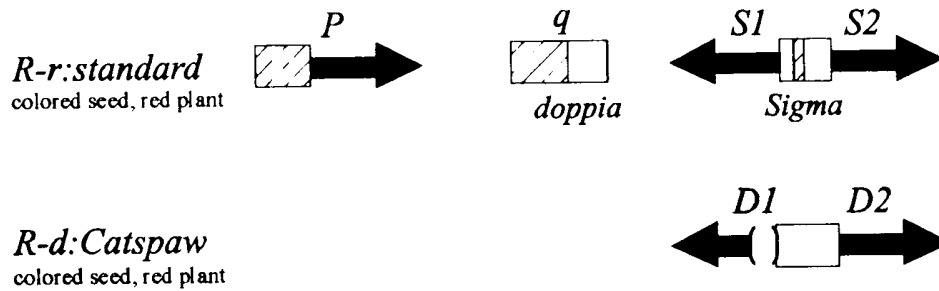 P q S1 S2
R-r:standard
colored seed, red plant
doppia Sigma
D1 D2
R-d:Catspaw
colored seed, red plant